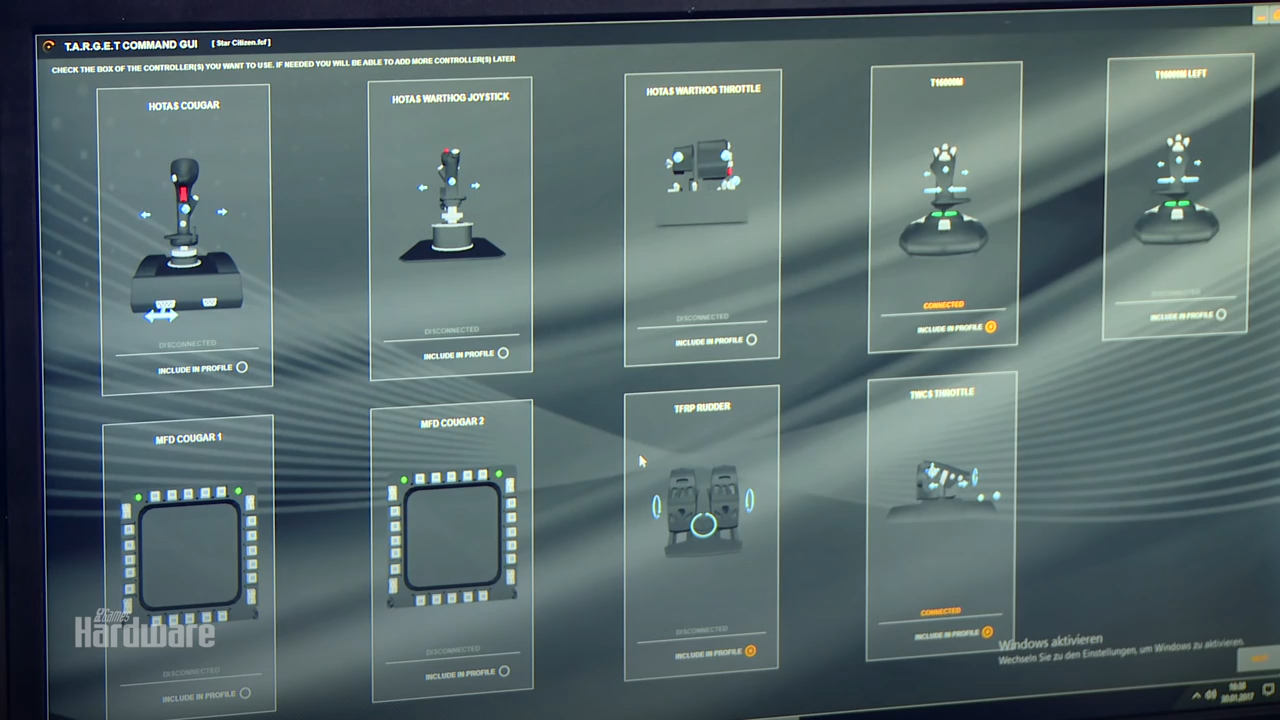 T.A.R.G.E.T COMMAND GUI [ Star Citizen.fcf ]
CHECK THE BOX OF THE CONTROLLER(S) YOU WANT TO USE. IF NEEDED YOU WILL BE ABLE TO ADD MORE CONTROLLER(S) LATER
HOTAS COUGAR
DISCONNECTED
INCLUDE IN PROFILE
HOTAS WARTHOG JOYSTICK
DISCONNECTED
INCLUDE IN PROFILE
HOTAS WARTHOG THROTTLE
DISCONNECTED
INCLUDE IN PROFILE
T16000M
CONNECTED
INCLUDE IN PROFILE
T16000M LEFT
DISCONNECTED
INCLUDE IN PROFILE
MFD COUGAR 1
DISCONNECTED
INCLUDE IN PROFILE
MFD COUGAR 2
DISCONNECTED
INCLUDE IN PROFILE
TFRP RUDDER
DISCONNECTED
INCLUDE IN PROFILE
TWCS THROTTLE
CONNECTED
INCLUDE IN PROFILE
Games
Hardware
Windows aktivieren
Wechseln Sie zu den Einstellungen, um Windows zu aktivieren.